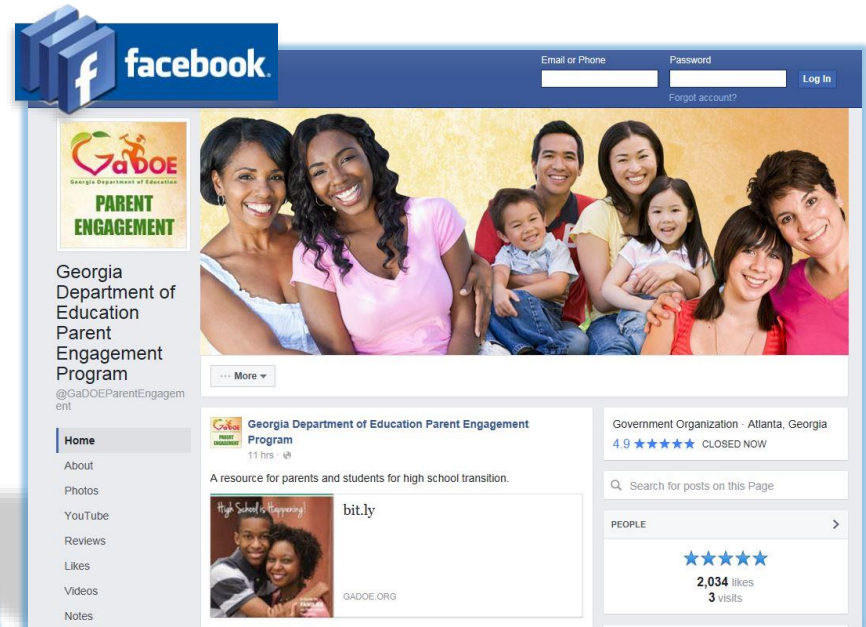 facebook.
Email or Phone
Password
Log In
Forgot account?
GaDOE
Georgia Department of Education
PARENT
ENGAGEMENT
Georgia
Department of
Education
Parent
Engagement
Program
@GaDOEParentEngagem
ent
Home
About
Photos
YouTube
Reviews
Likes
Videos
Notes
··· More
GaDOE
PARENT
ENGAGEMENT
Georgia Department of Education Parent Engagement
Program
11 hrs ·
A resource for parents and students for high school transition.
High School is Happening!
bit.ly
GADOE.ORG
Government Organization · Atlanta, Georgia
4.9 ★★★★★ CLOSED NOW
Search for posts on this Page
PEOPLE
2,034 likes
3 visits